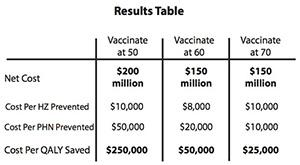 Results Table
Vaccinate at 50 Vaccinate at 60 Vaccinate at 70
Net Cost $200 million $150 million $150 million
Cost Per HZ Prevented $10,000 $8,000 $10,000
Cost Per PHN Prevented $50,000 $20,000 $10,000
Cost Per QALY Saved $250,000 $50,000 $25,000